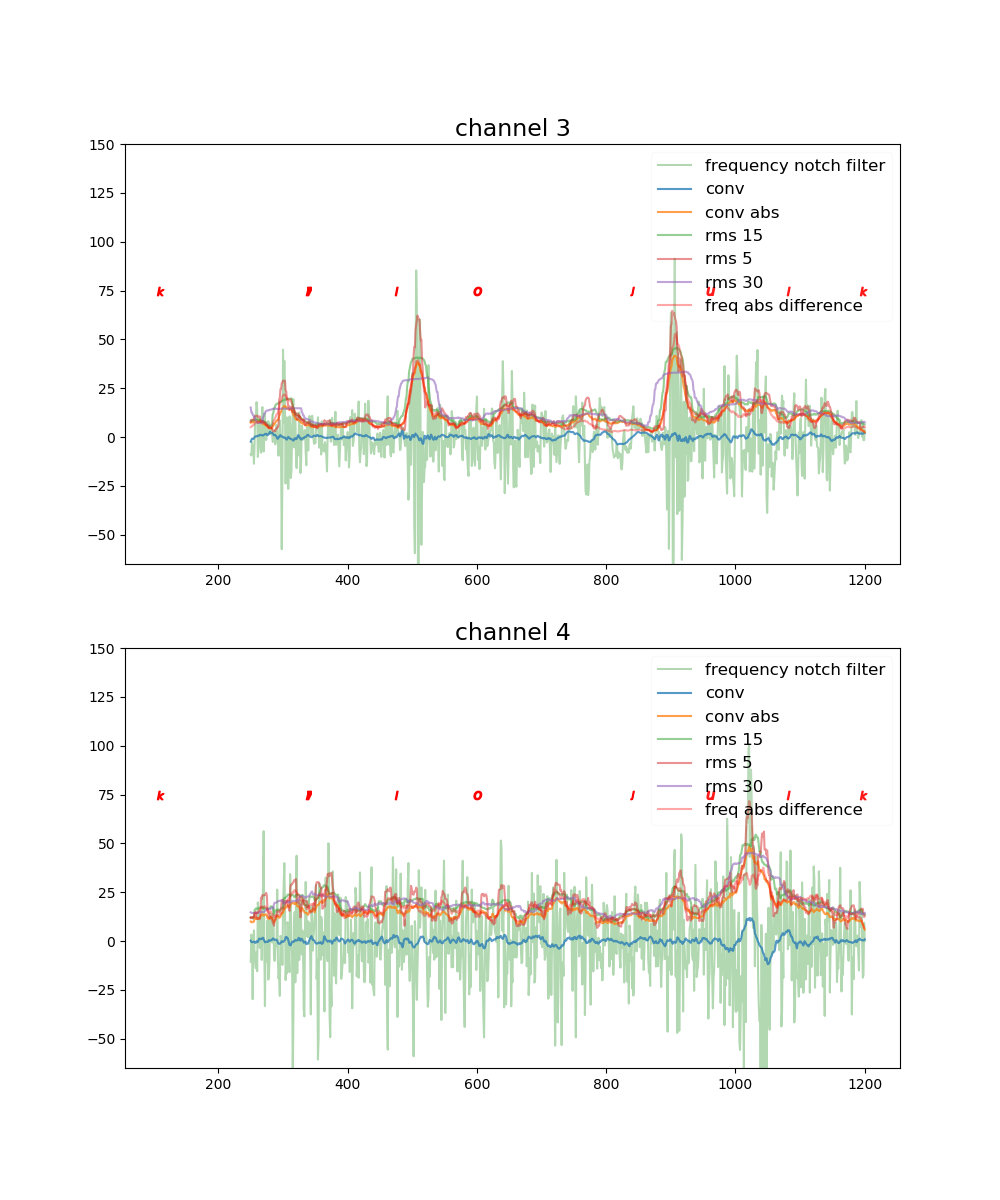 channel 3
150
125
100
75
50
25
0
−25
−50
frequency notch filter
conv
conv abs
rms 15
rms 5
rms 30
freq abs difference
k , l o J u l k
200 400 600 800 1000 1200
channel 4
150
125
100
75
50
25
0
−25
−50
frequency notch filter
conv
conv abs
rms 15
rms 5
rms 30
freq abs difference
k , l o J u l k
200 400 600 800 1000 1200